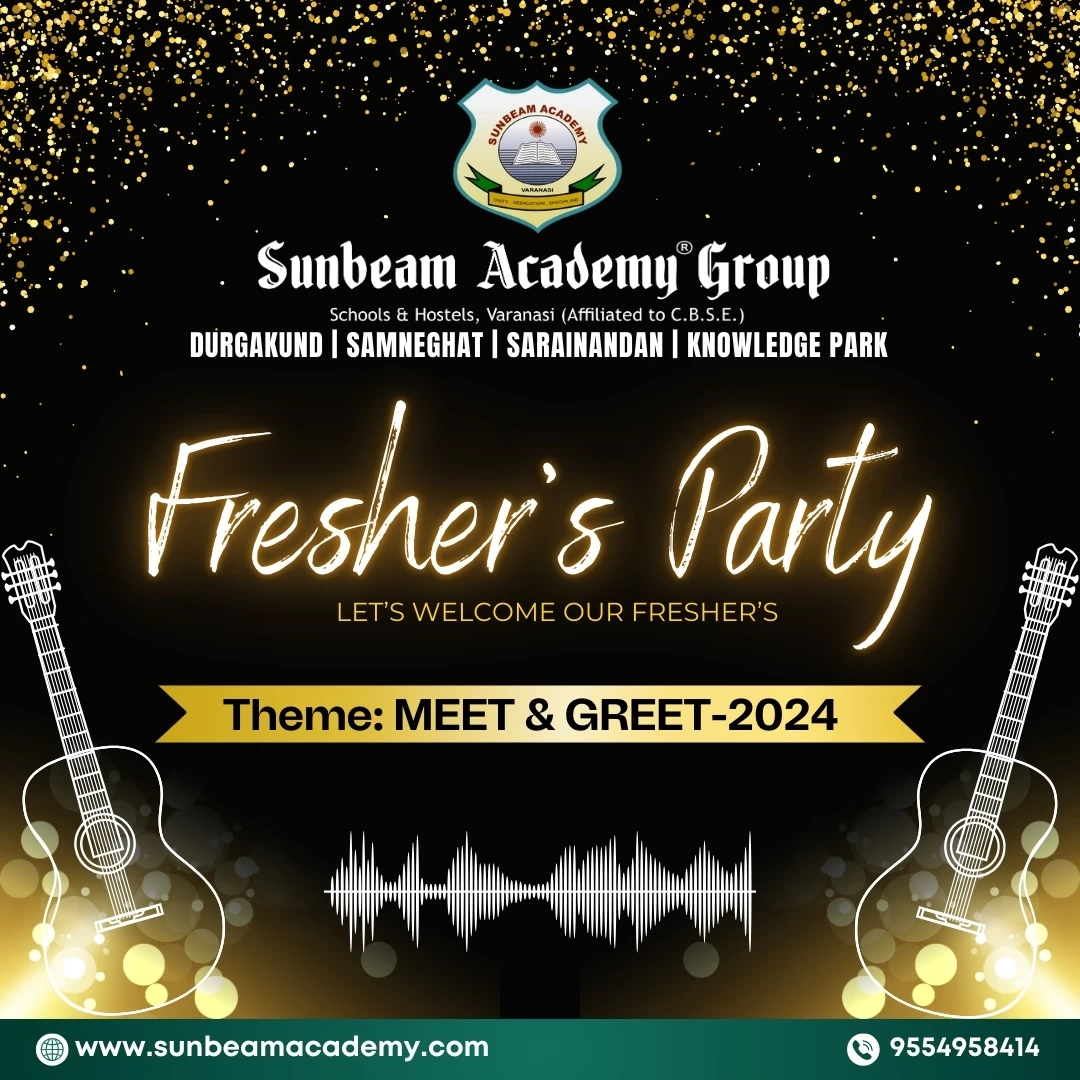 SUNBEAM ACADEMY
VARANASI
DUTY . DEDICATION . DISCIPLINE
Sunbeam Academy® Group
Schools & Hostels, Varanasi (Affiliated to C.B.S.E.)
DURGAKUND | SAMNEGHAT | SARAINANDAN | KNOWLEDGE PARK
Fresher's Party
LET'S WELCOME OUR FRESHER'S
Theme: MEET & GREET-2024
www.sunbeamacademy.com
9554958414